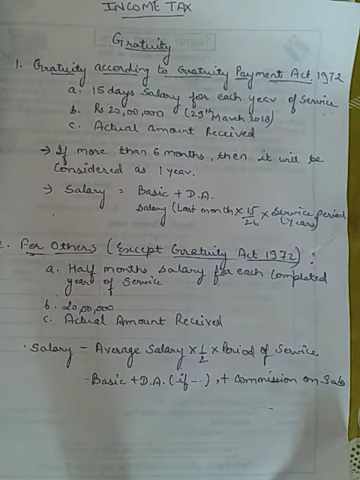 INCOME TAX
Gratuity
1. Gratuity according to Gratuity Payment Act, 1972
a. 15 days Salary for each year of Service
b. Rs 20,00,000 (29th March 2018)
c. Actual amount Received
→ If more than 6 months, then it will be
considered as 1 year.
→ Salary = Basic + D.A.
Salary (Last month × 15/26 × Service period
(Years)
2. For Others (Except Gratuity Act 1972) :
a. Half months salary for each completed
year of Service
b. 20,00,000
c. Actual Amount Received
· Salary - Average Salary × 1/2 × Period of Service
- Basic + D.A. (if --) + Commission on Sales